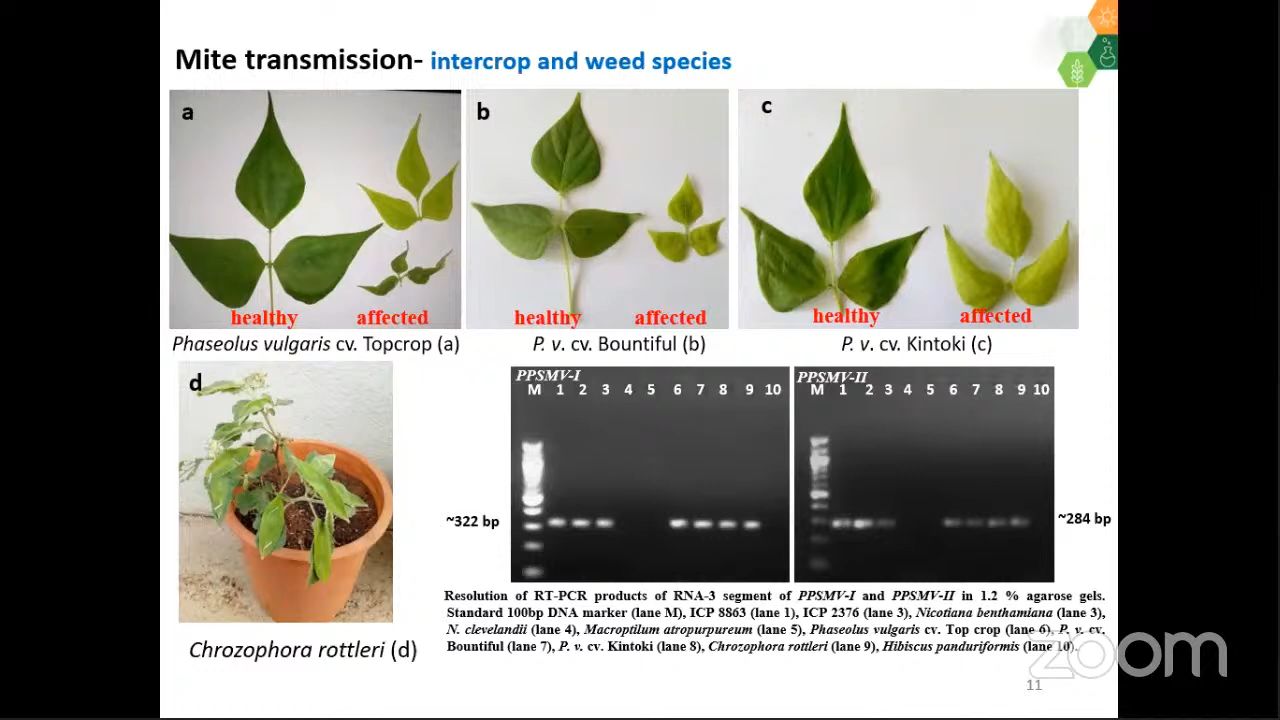 Mite transmission- intercrop and weed species
a
b
c
healthy
affected
healthy
affected
healthy
affected
Phaseolus vulgaris cv. Topcrop (a)
P. v. cv. Bountiful (b)
P. v. cv. Kintoki (c)
d
PPSMV-I
M 1 2 3 4 5 6 7 8 9 10
PPSMV-II
M 1 2 3 4 5 6 7 8 9 10
~322 bp
~284 bp
Resolution of RT-PCR products of RNA-3 segment of PPSMV-I and PPSMV-II in 1.2 % agarose gels.
Standard 100bp DNA marker (lane M), ICP 8863 (lane 1), ICP 2376 (lane 3), Nicotiana benthamiana (lane 3),
N. clevelandii (lane 4), Macroptilum atropurpureum (lane 5), Phaseolus vulgaris cv. Top crop (lane 6), P. v. cv.
Bountiful (lane 7), P. v. cv. Kintoki (lane 8), Chrozophora rottleri (lane 9), Hibiscus panduriformis (lane 10).
Chrozophora rottleri (d)
zoom
11